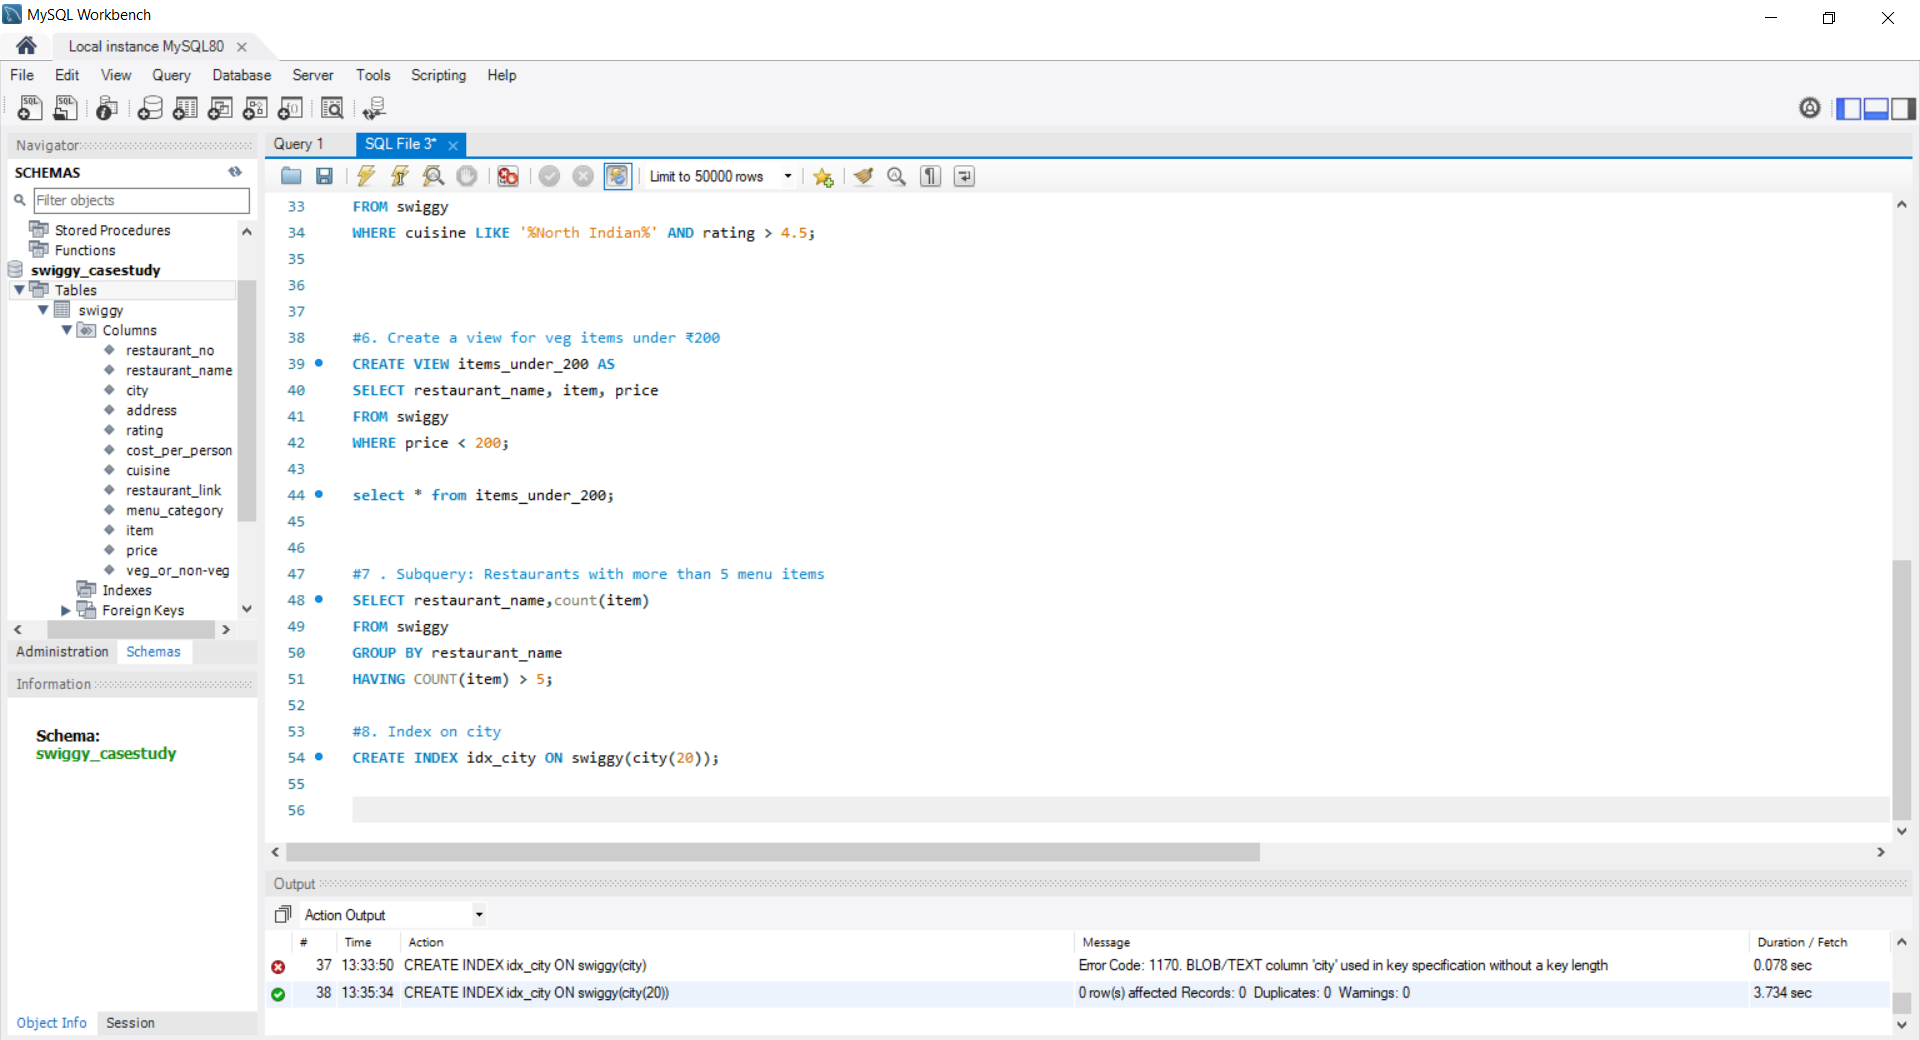 MySQL Workbench
Local instance MySQL80
File Edit View Query Database Server Tools Scripting Help
Navigator
SCHEMAS
Filter objects
Stored Procedures
Functions
swiggy_casestudy
Tables
swiggy
Columns
restaurant_no
restaurant_name
city
address
rating
cost_per_person
cuisine
restaurant_link
menu_category
item
price
veg_or_non-veg
Indexes
Foreign Keys
Administration Schemas
Information
Schema:
swiggy_casestudy
Object Info Session
Query 1 SQL File 3*
Limit to 50000 rows
33 FROM swiggy
34 WHERE cuisine LIKE '%North Indian%' AND rating > 4.5;
35
36
37
38 #6. Create a view for veg items under ₹200
39 CREATE VIEW items_under_200 AS
40 SELECT restaurant_name, item, price
41 FROM swiggy
42 WHERE price < 200;
43
44 select * from items_under_200;
45
46
47 #7 . Subquery: Restaurants with more than 5 menu items
48 SELECT restaurant_name,count(item)
49 FROM swiggy
50 GROUP BY restaurant_name
51 HAVING COUNT(item) > 5;
52
53 #8. Index on city
54 CREATE INDEX idx_city ON swiggy(city(20));
55
56
Output
Action Output
# Time Action Message Duration / Fetch
37 13:33:50 CREATE INDEX idx_city ON swiggy(city) Error Code: 1170. BLOB/TEXT column 'city' used in key specification without a key length 0.078 sec
38 13:35:34 CREATE INDEX idx_city ON swiggy(city(20)) 0 row(s) affected Records: 0 Duplicates: 0 Warnings: 0 3.734 sec